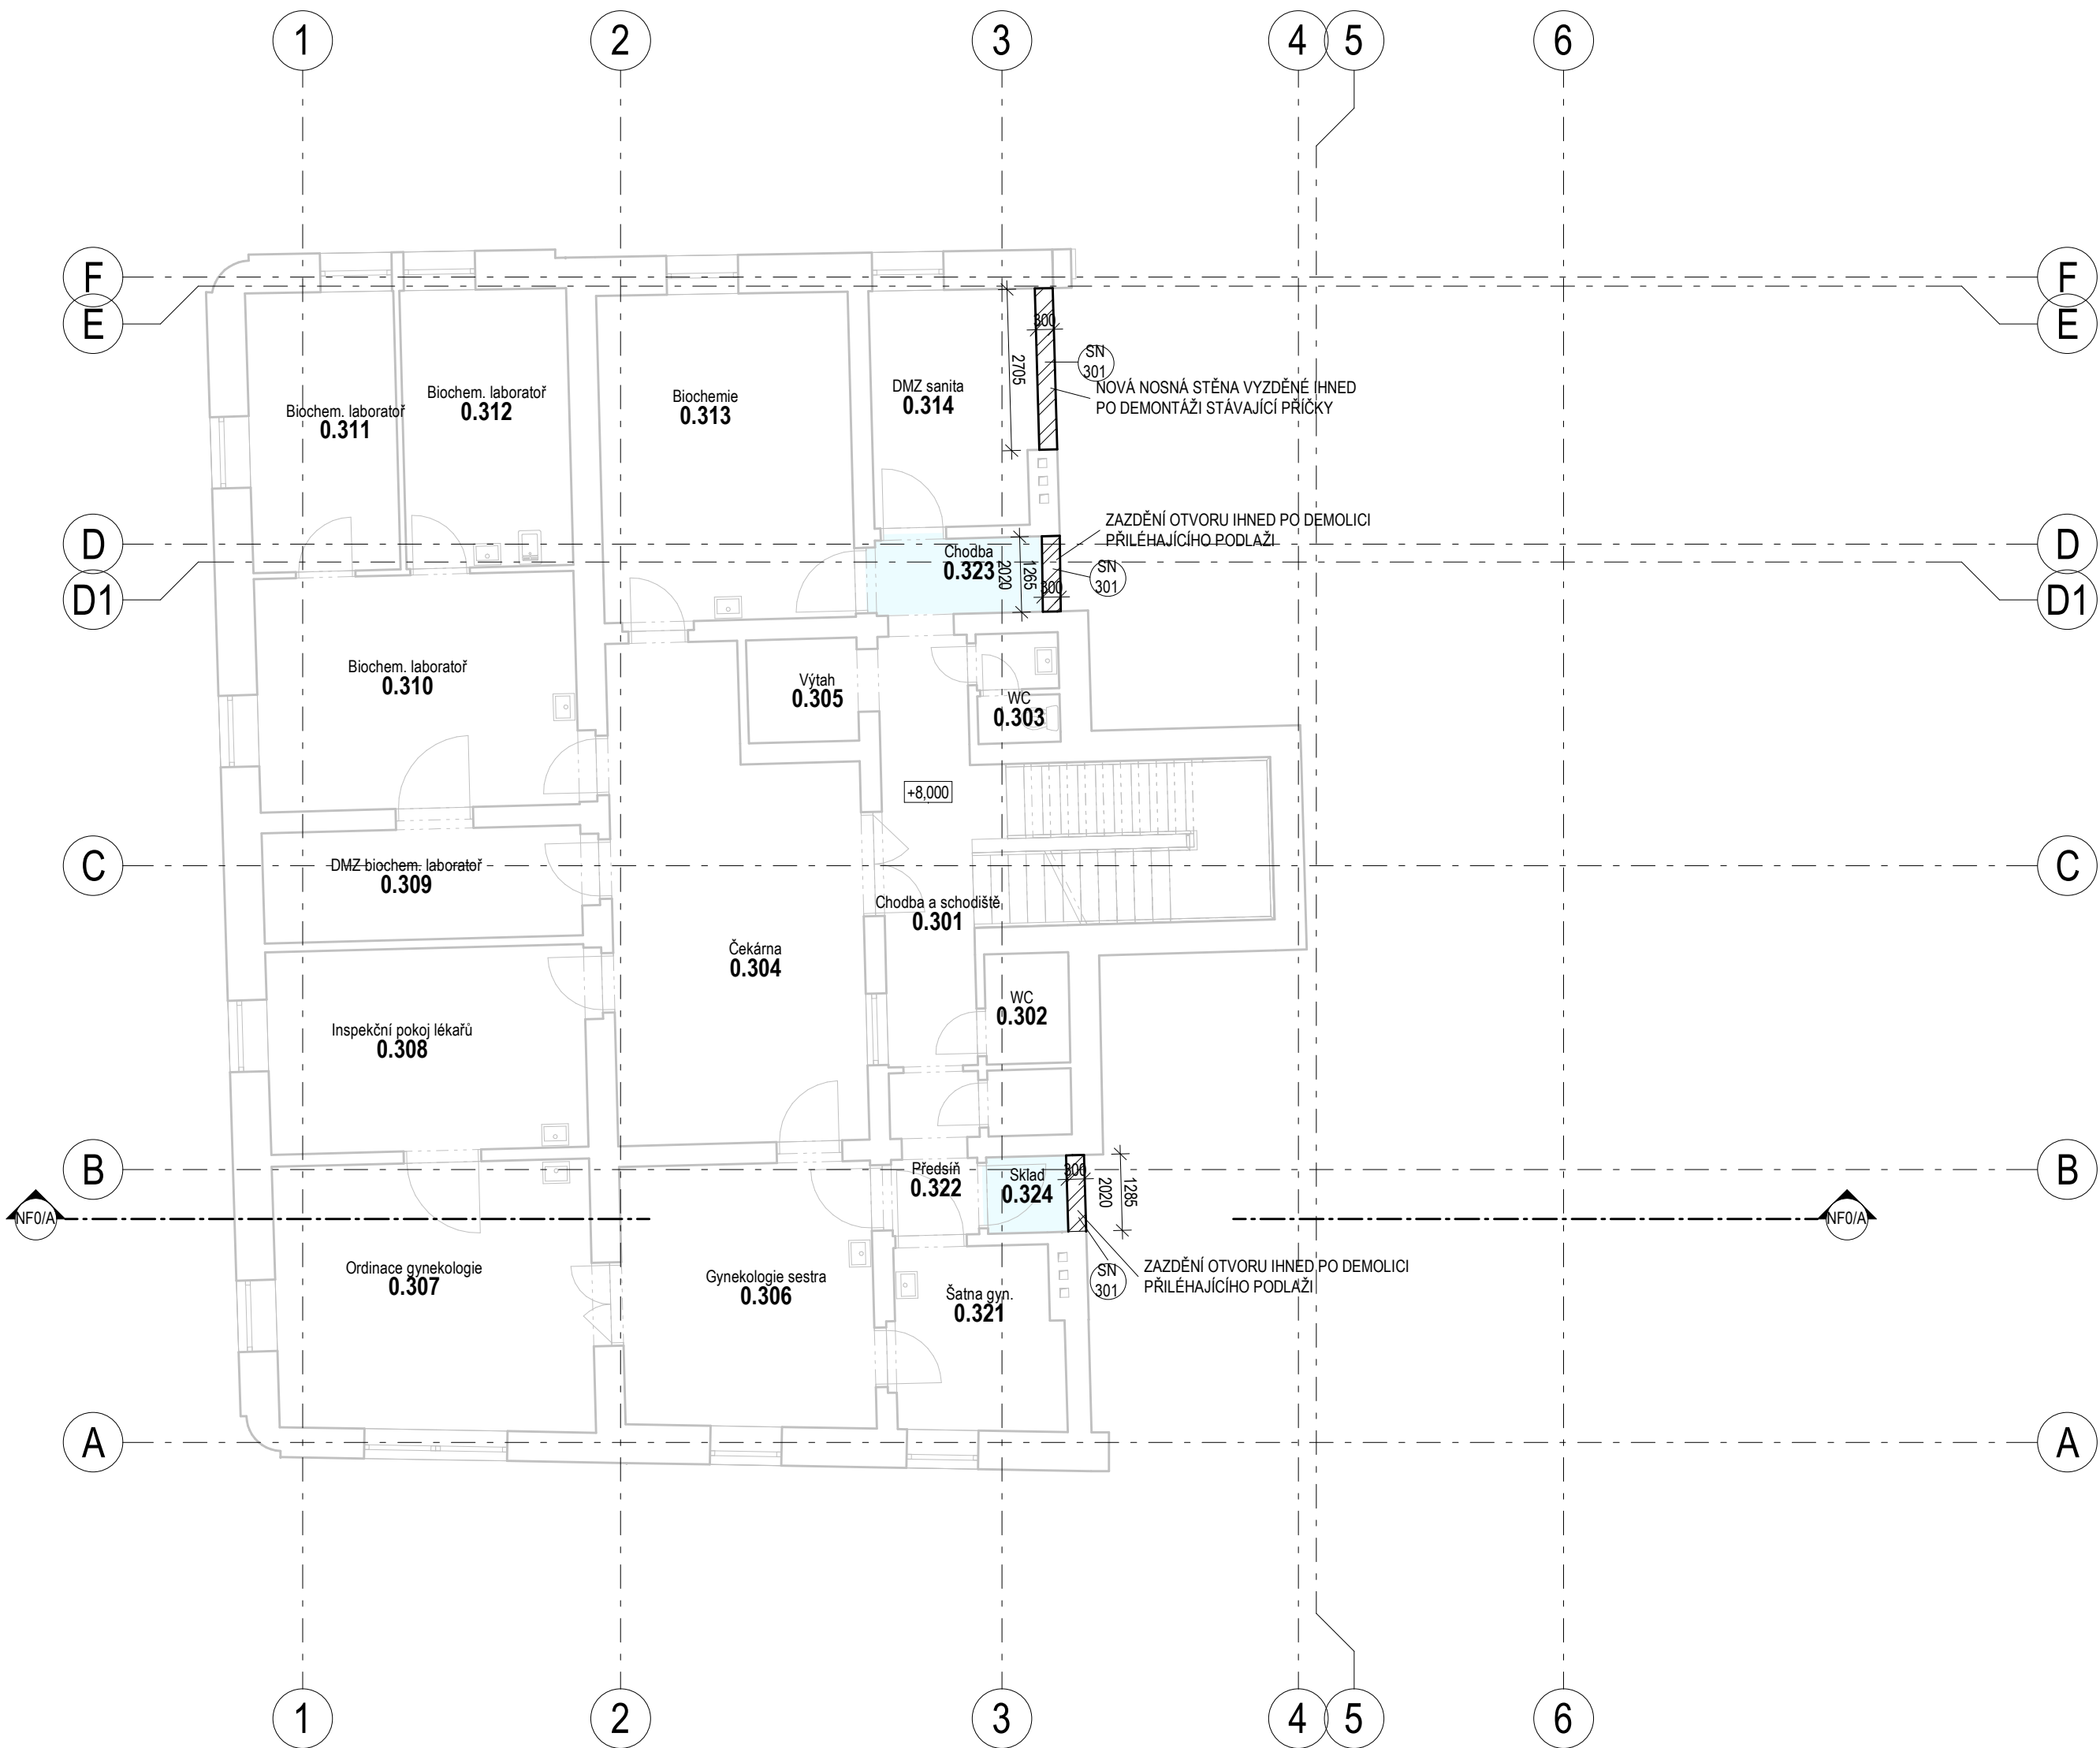 1
2
3
4
5
6
F
F
E
E
300
SN
301
2705
DMZ sanita
0.314
NOVÁ NOSNÁ STĚNA VYZDĚNÉ IHNED
PO DEMONTÁŽI STÁVAJÍCÍ PŘÍČKY
Biochem. laboratoř
0.311
Biochem. laboratoř
0.312
Biochemie
0.313
D
D
D1
D1
ZAZDĚNÍ OTVORU IHNED PO DEMOLICI
PŘILÉHAJÍCÍHO PODLAŽI
Chodba
0.323
2020
1265
300
SN
301
Biochem. laboratoř
0.310
Výtah
0.305
WC
0.303
+8,000
C
C
DMZ biochem. laboratoř
0.309
Chodba a schodiště
0.301
Čekárna
0.304
WC
0.302
Inspekční pokoj lékařů
0.308
B
B
Předsíň
0.322
Sklad
0.324
300
2020
1285
NF0/A
NF0/A
ZAZDĚNÍ OTVORU IHNED PO DEMOLICI
PŘILÉHAJÍCÍHO PODLAŽI
SN
301
Ordinace gynekologie
0.307
Gynekologie sestra
0.306
Šatna gyn.
0.321
A
A
1
2
3
4
5
6